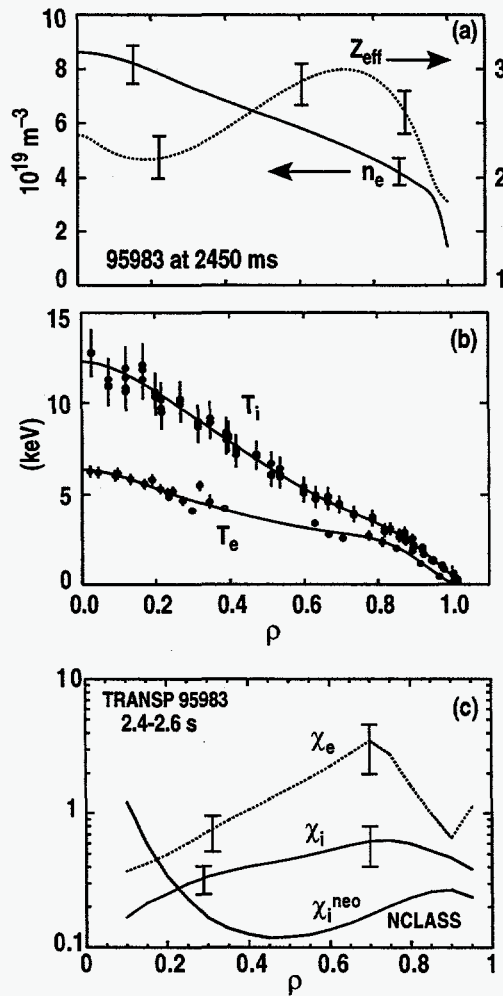 (a)
Z_eff
n_e
10^19 m^-3
10
8
6
4
2
0
3
2
1
95983 at 2450 ms
(b)
T_i
T_e
(keV)
15
10
5
0
0.0 0.2 0.4 0.6 0.8 1.0
ρ
TRANSP 95983
2.4-2.6 s
(c)
χ_e
χ_i
χ_i^neo
NCLASS
10
1
0.1
0 0.2 0.4 0.6 0.8 1
ρ